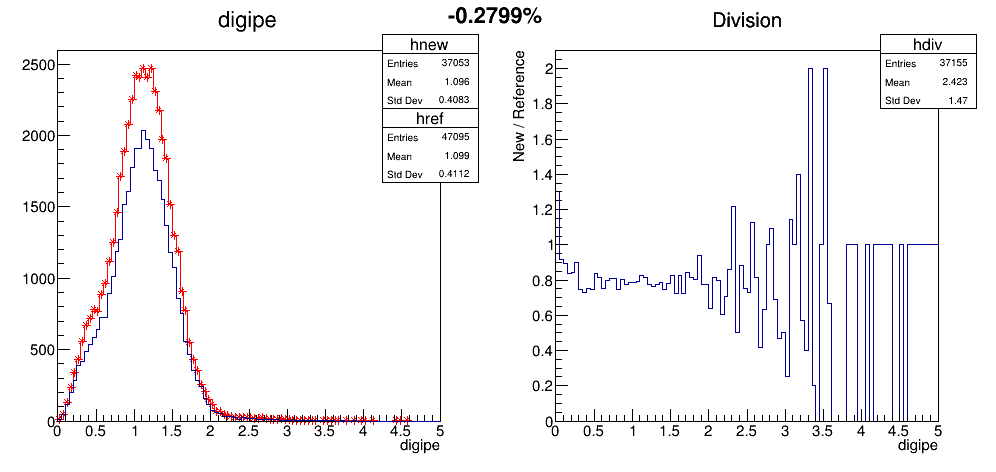 -0.2799%
digipe
hnew
Entries 37053
Mean 1.096
Std Dev 0.4083
href
Entries 47095
Mean 1.099
Std Dev 0.4112
2500
2000
1500
1000
500
0
0 0.5 1 1.5 2 2.5 3 3.5 4 4.5 5
digipe
Division
hdiv
Entries 37155
Mean 2.423
Std Dev 1.47
New / Reference
2
1.8
1.6
1.4
1.2
1
0.8
0.6
0.4
0.2
0
0 0.5 1 1.5 2 2.5 3 3.5 4 4.5 5
digipe